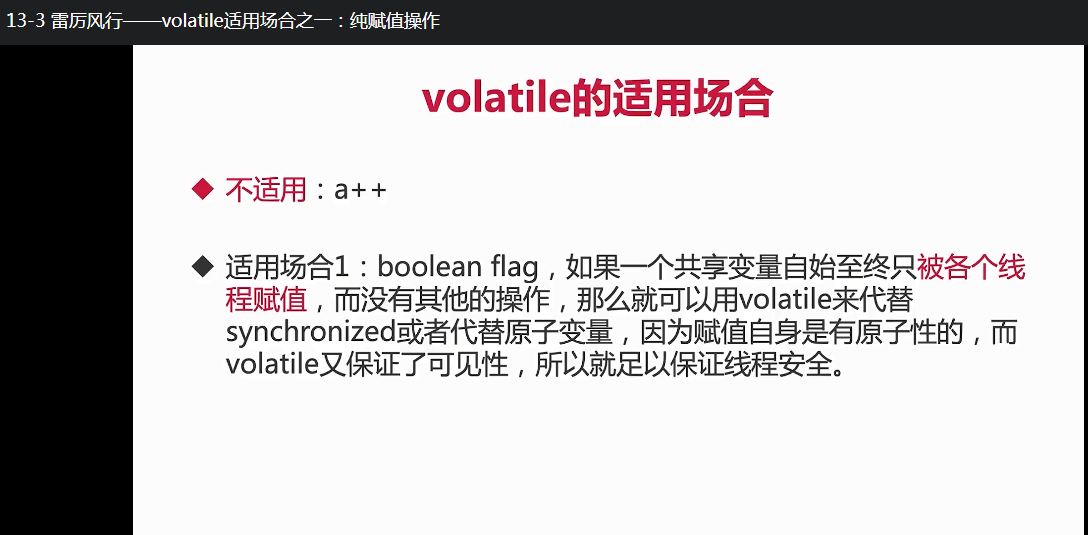 13-3 雷厉风行——volatile适用场合之一：纯赋值操作
volatile的适用场合
◆ 不适用：a++
◆ 适用场合1：boolean flag，如果一个共享变量自始至终只被各个线
程赋值，而没有其他的操作，那么就可以用volatile来代替
synchronized或者代替原子变量，因为赋值自身是有原子性的，而
volatile又保证了可见性，所以就足以保证线程安全。